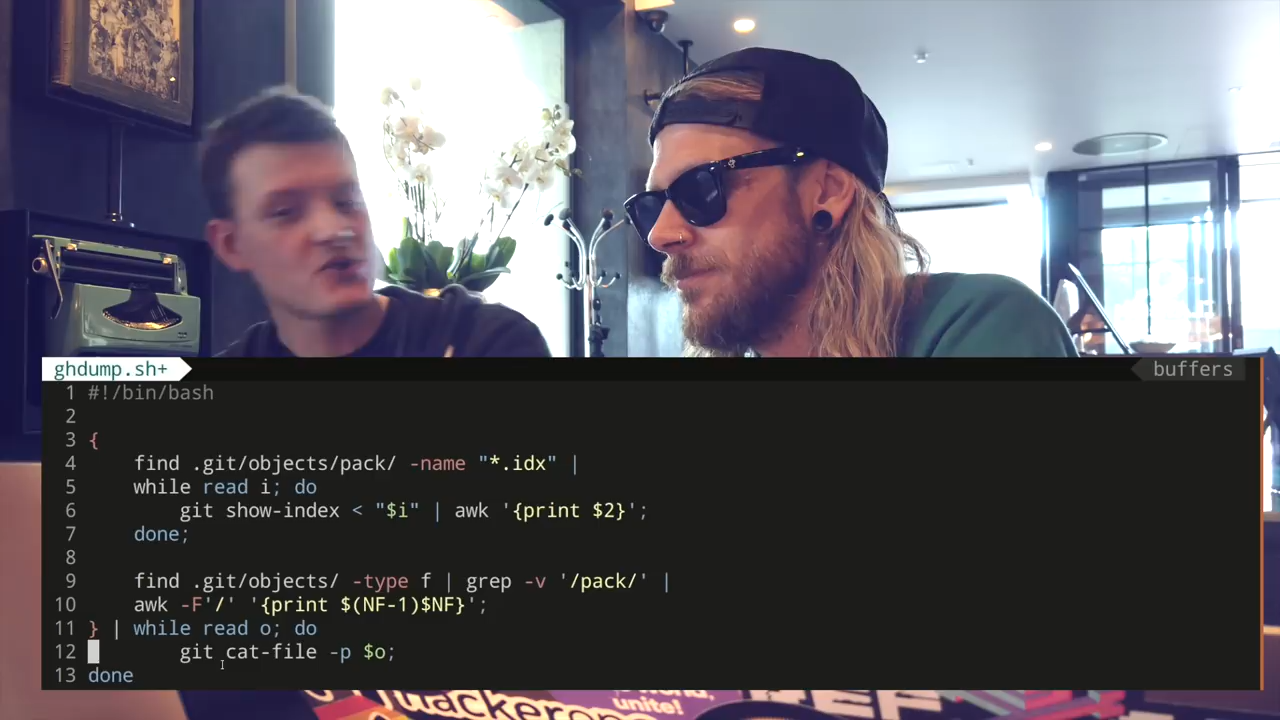 ghdump.sh+
buffers
1 #!/bin/bash
2
3 {
4     find .git/objects/pack/ -name "*.idx" |
5     while read i; do
6         git show-index < "$i" | awk '{print $2}';
7     done;
8
9     find .git/objects/ -type f | grep -v '/pack/' |
10     awk -F'/' '{print $(NF-1)$NF}';
11 } | while read o; do
12         git cat-file -p $o;
13 done
unite!